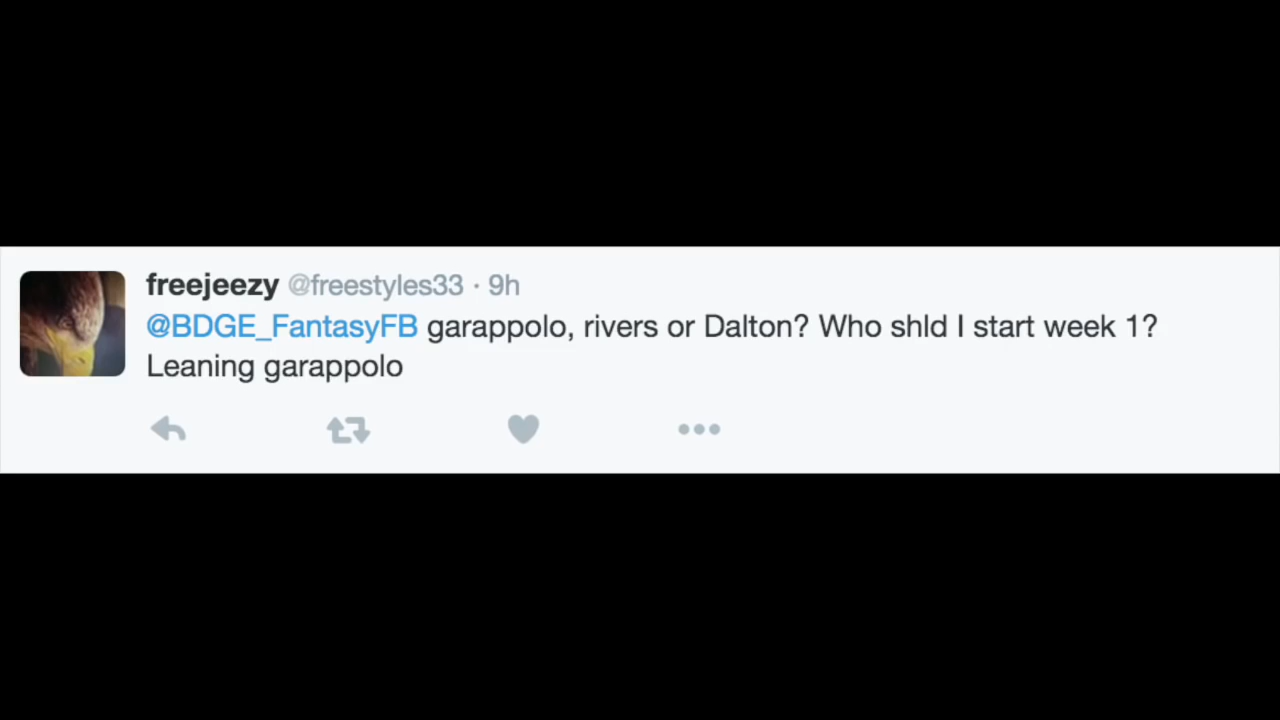 freejeezy @freestyles33 · 9h
@BDGE_FantasyFB garappolo, rivers or Dalton? Who shld I start week 1?
Leaning garappolo